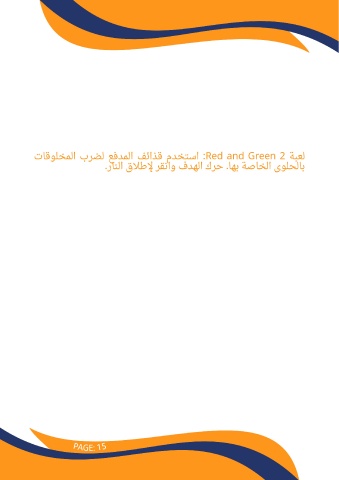 لعبة Red and Green 2: استخدم قذائف المدفع لضرب المخلوقات
بالحلوى الخاصة بها. حرك الهدف وانقر لإطلاق النار.
PAGE: 15